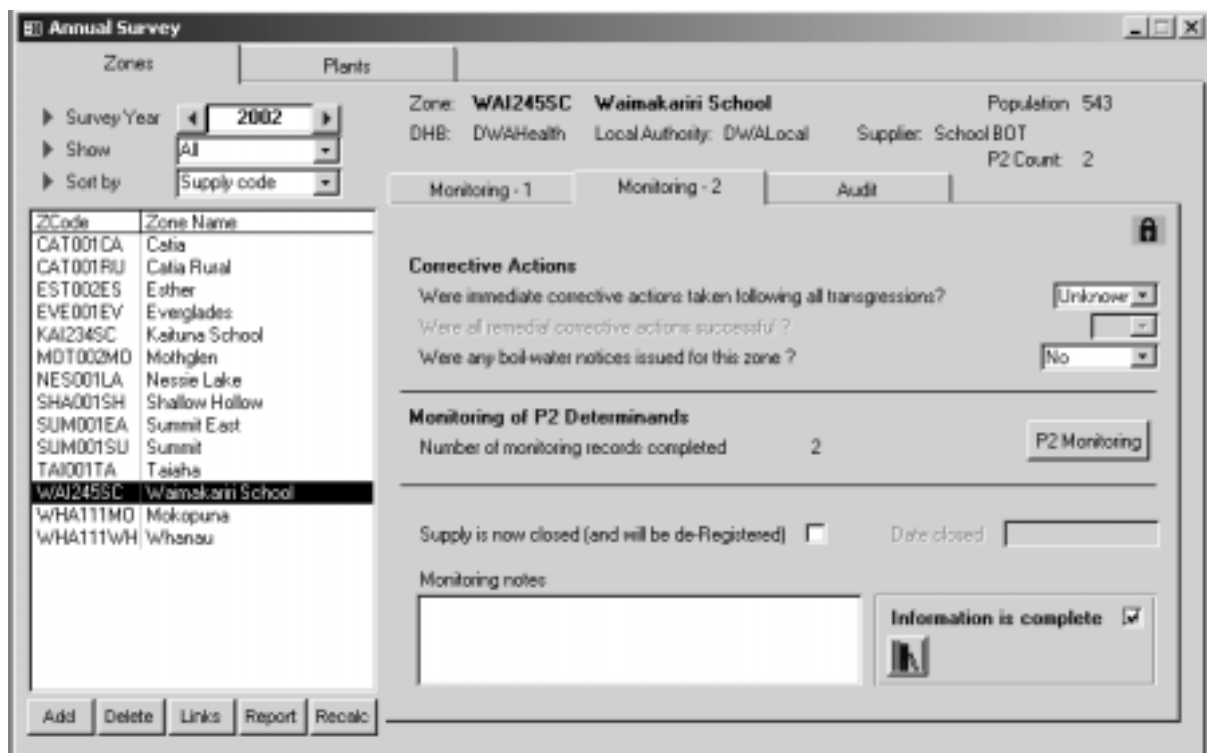 Annual Survey
Zones Plants
Survey Year 2002
Show All
Sort by Supply code
Zone: WAI245SC Waimakariri School Population 543
DHB: DWAHealth Local Authority: DWALocal Supplier: School BOT
P2 Count: 2
Monitoring - 1 Monitoring - 2 Audit
ZCode Zone Name
CAT001CA Catia
CAT001RU Catia Rural
EST002ES Esther
EVE001EV Everglades
KAI234SC Kaituna School
MOT002MO Mothglen
NES001LA Nessie Lake
SHA001SH Shallow Hollow
SUM001EA Summit East
SUM001SU Summit
TAI001TA Taiaha
WAI245SC Waimakariri School
WHA111MO Mokopuna
WHA111WH Whanau
Add Delete Links Report Recalc
Corrective Actions
Were immediate corrective actions taken following all transgressions? Unknown
Were all remedial corrective actions successful ?
Were any boil-water notices issued for this zone ? No
Monitoring of P2 Determinands
Number of monitoring records completed 2 P2 Monitoring
Supply is now closed (and will be de-Registered) Date closed
Monitoring notes
Information is complete